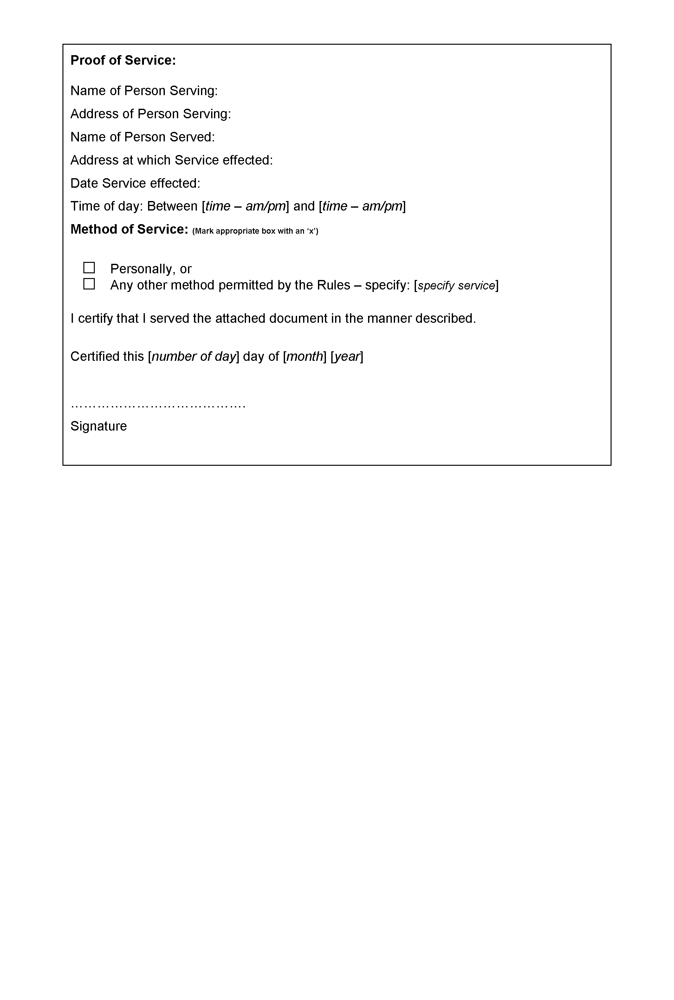 Proof of Service:
Name of Person Serving:
Address of Person Serving:
Name of Person Served:
Address at which Service effected:
Date Service effected:
Time of day: Between [time – am/pm] and [time – am/pm]
Method of Service: (Mark appropriate box with an ‘x’)
☐ Personally, or
☐ Any other method permitted by the Rules – specify: [specify service]
I certify that I served the attached document in the manner described.
Certified this [number of day] day of [month] [year]
…………………………………….
Signature